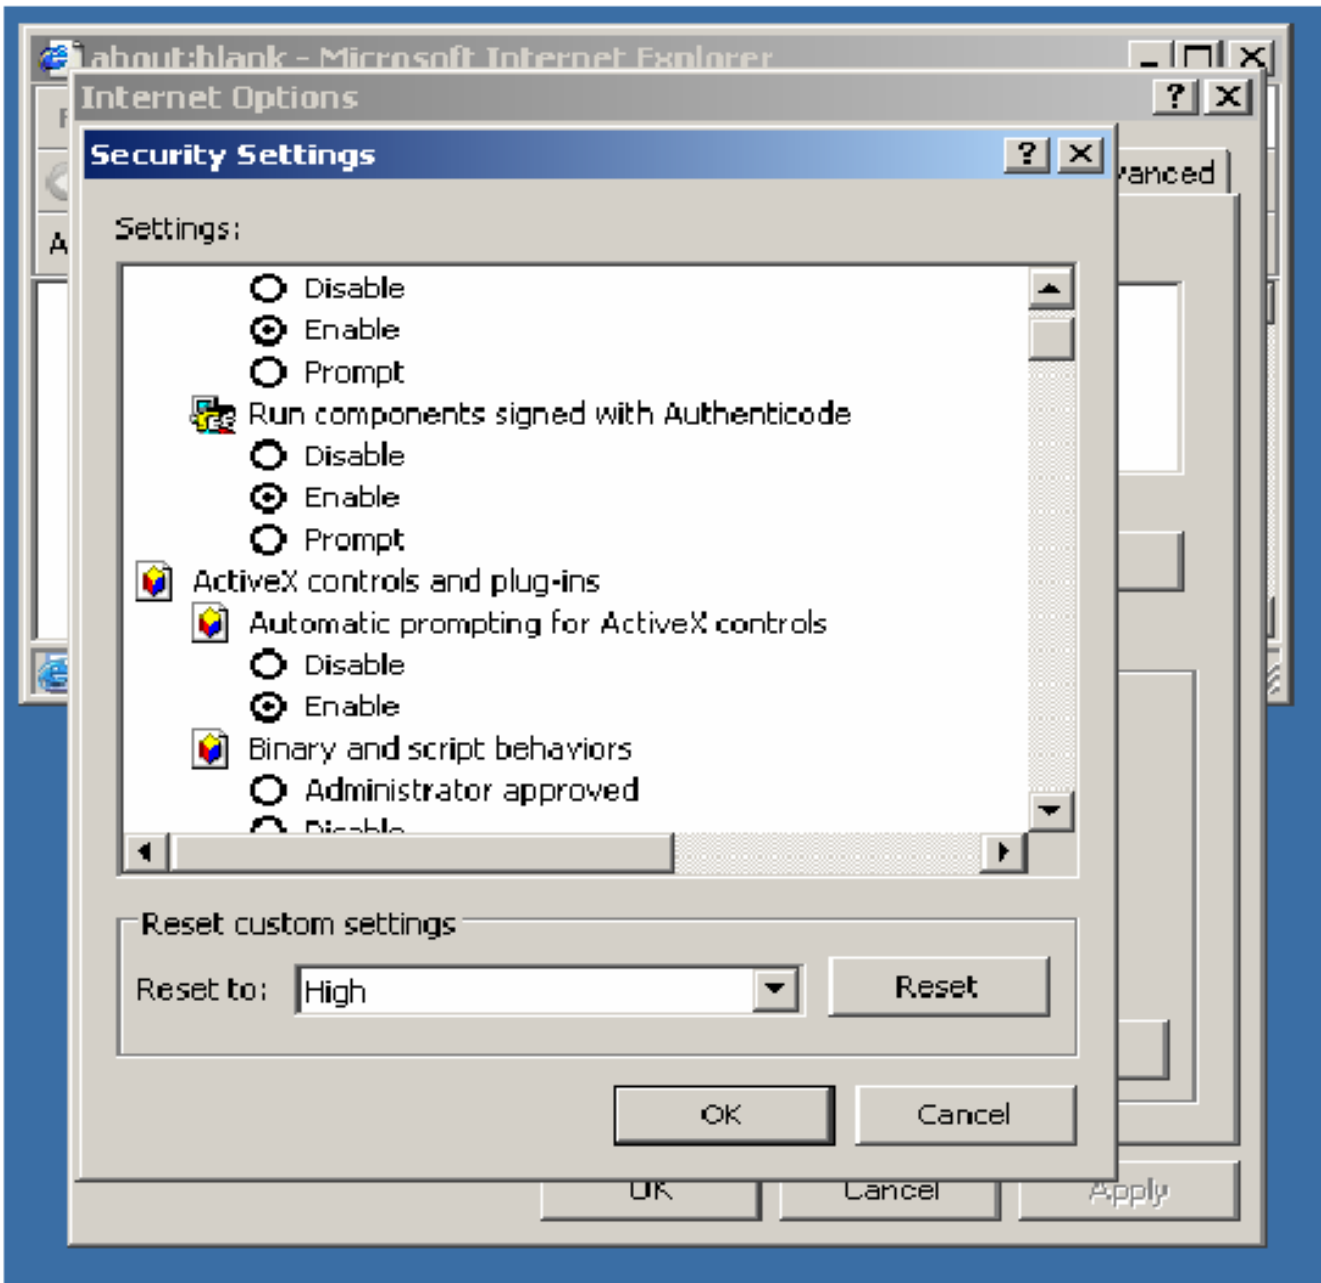 about:blank - Microsoft Internet Explorer
Internet Options
Security Settings
vanced
Settings:
Disable
Enable
Prompt
Run components signed with Authenticode
Disable
Enable
Prompt
ActiveX controls and plug-ins
Automatic prompting for ActiveX controls
Disable
Enable
Binary and script behaviors
Administrator approved
Disable
Reset custom settings
Reset to: High Reset
OK Cancel
OK Cancel Apply